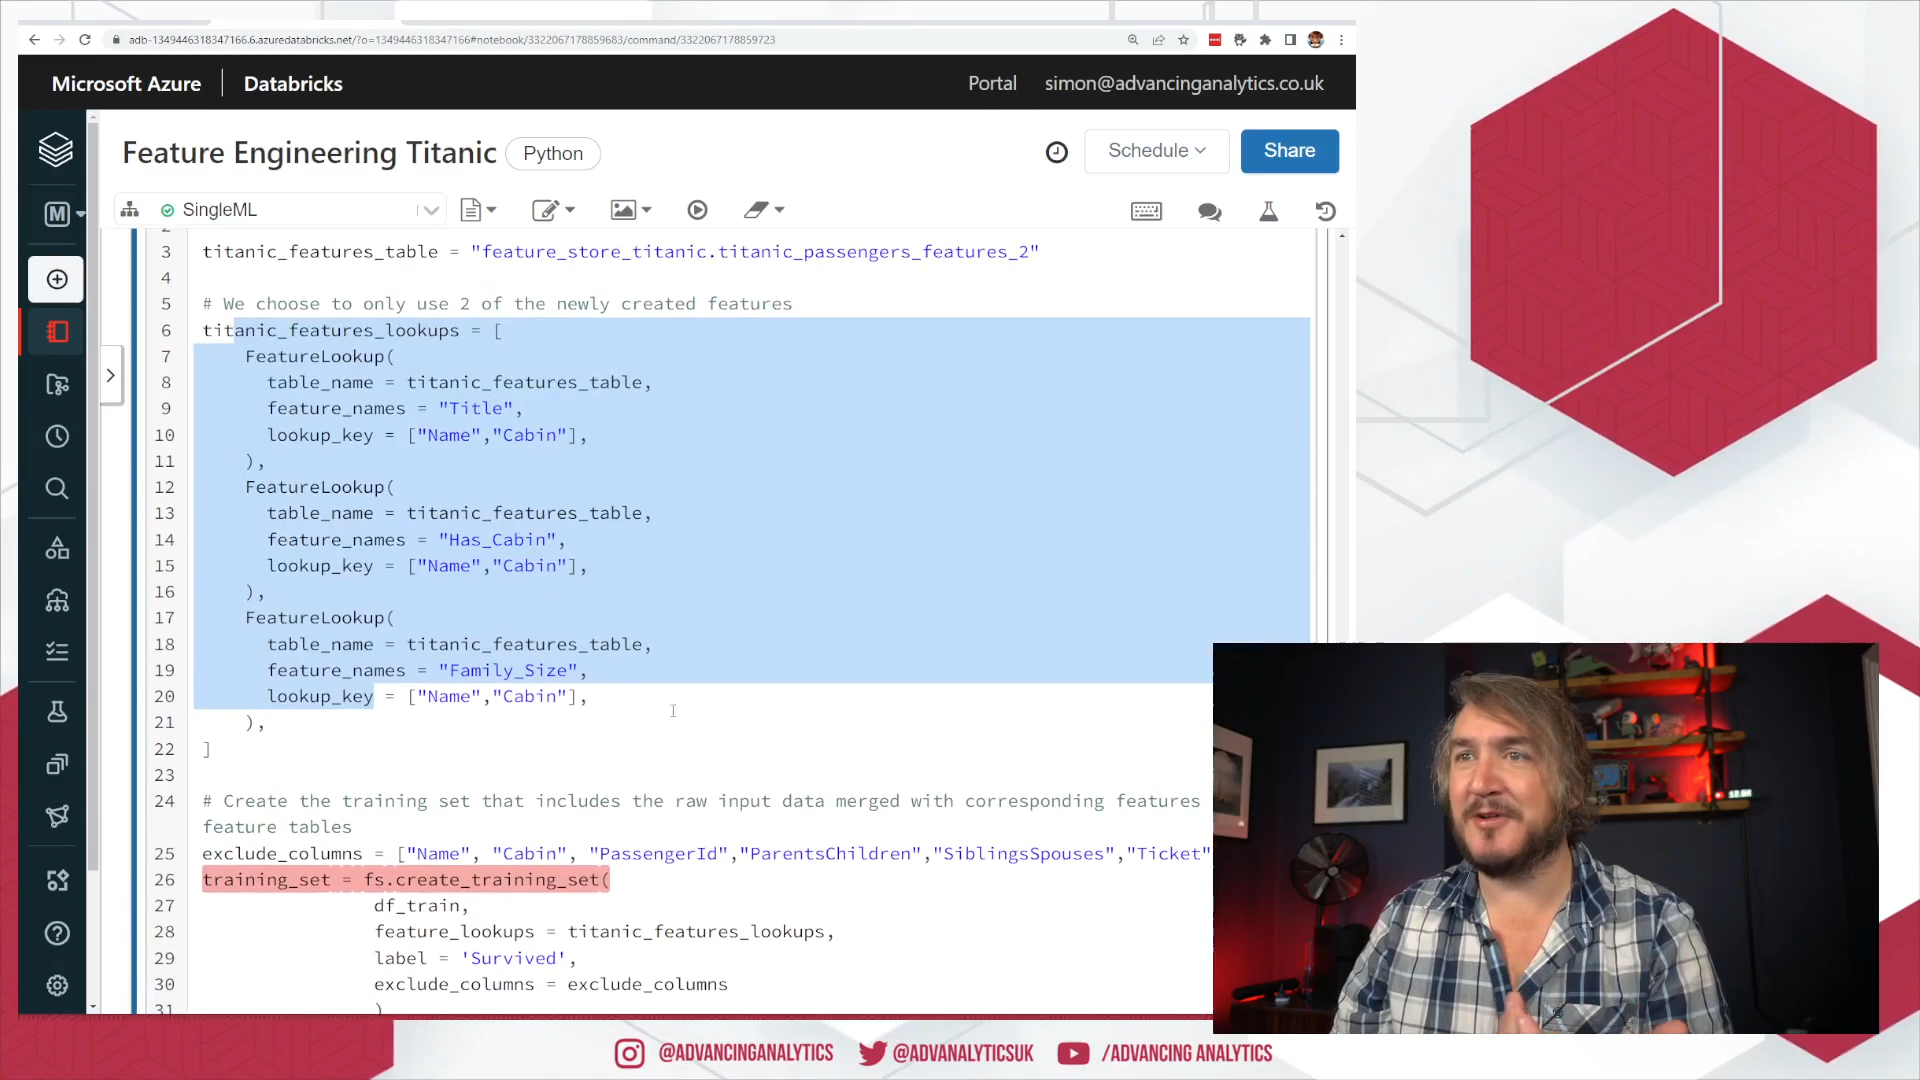 adb-1349446318347166.6.azuredatabricks.net/?o=1349446318347166#notebook/3322067178859683/command/3322067178859723
Microsoft Azure
Databricks
Portal
simon@advancinganalytics.co.uk
Feature Engineering Titanic
Python
Schedule
Share
M
SingleML
3 titanic_features_table = "feature_store_titanic.titanic_passengers_features_2"
4
5 # We choose to only use 2 of the newly created features
6 titanic_features_lookups = [
7 FeatureLookup(
8 table_name = titanic_features_table,
9 feature_names = "Title",
10 lookup_key = ["Name","Cabin"],
11 ),
12 FeatureLookup(
13 table_name = titanic_features_table,
14 feature_names = "Has_Cabin",
15 lookup_key = ["Name","Cabin"],
16 ),
17 FeatureLookup(
18 table_name = titanic_features_table,
19 feature_names = "Family_Size",
20 lookup_key = ["Name","Cabin"],
21 ),
22 ]
23
24 # Create the training set that includes the raw input data merged with corresponding features
feature tables
25 exclude_columns = ["Name", "Cabin", "PassengerId","ParentsChildren","SiblingsSpouses","Ticket"
26 training_set = fs.create_training_set(
27 df_train,
28 feature_lookups = titanic_features_lookups,
29 label = 'Survived',
30 exclude_columns = exclude_columns
31 )
@ADVANCINGANALYTICS
@ADVANALYTICSUK
/ADVANCING ANALYTICS